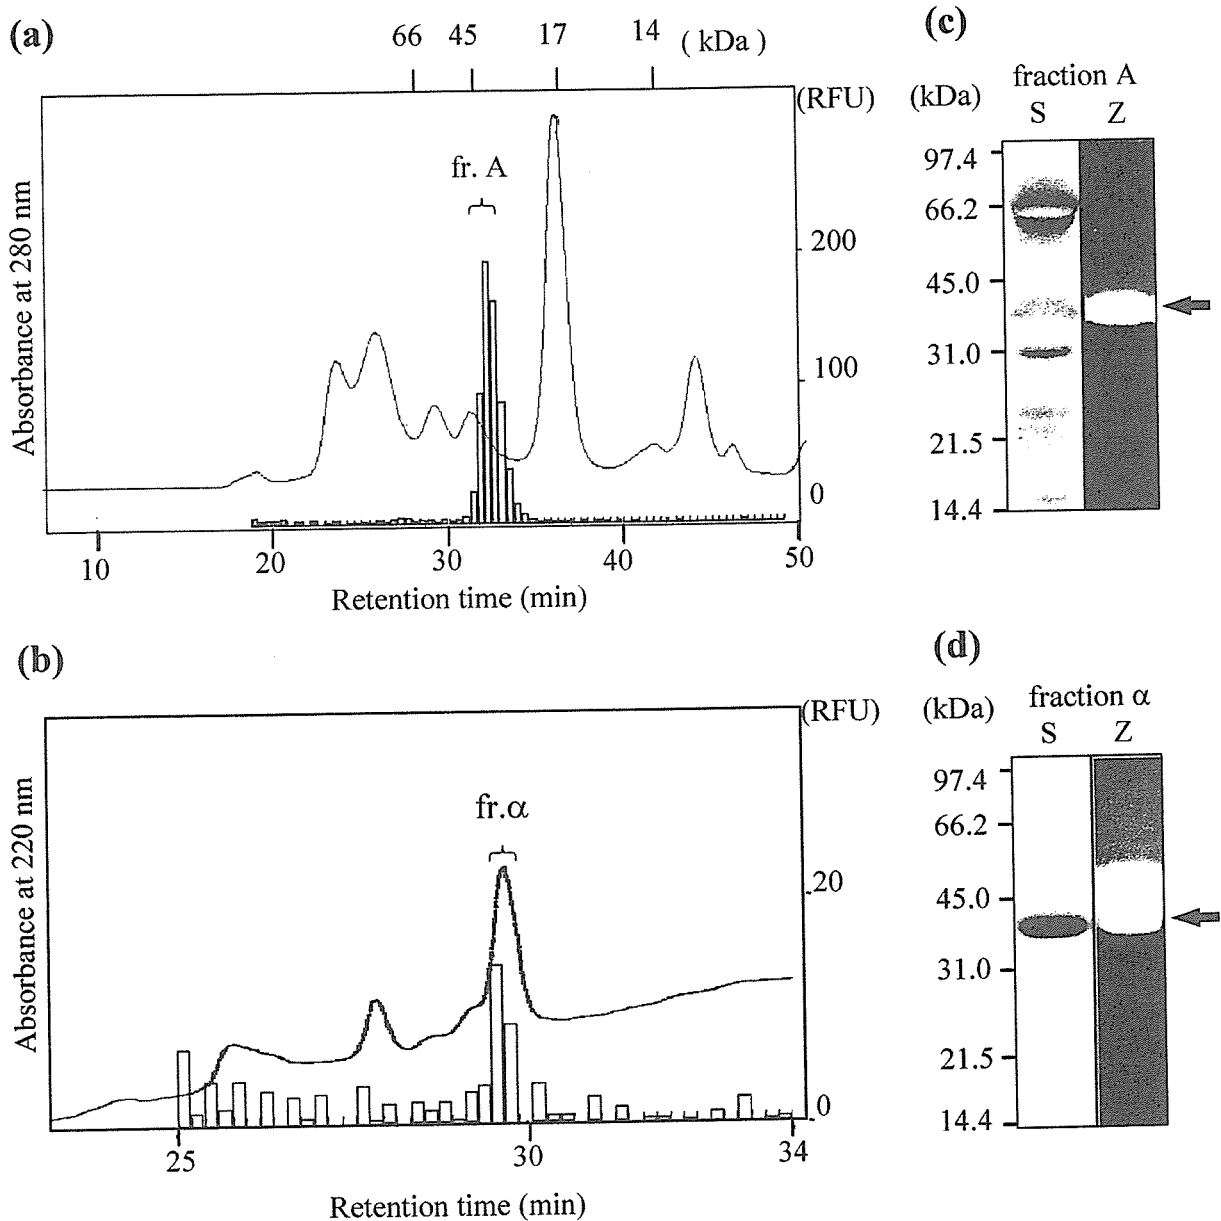 (a)
66 45 17 14 ( kDa )
(RFU)
fr. A
Absorbance at 280 nm
200
100
0
10 20 30 40 50
Retention time (min)
(b)
(RFU)
fr.α
Absorbance at 220 nm
20
0
25 30 34
Retention time (min)
(c)
fraction A
(kDa) S Z
97.4
66.2
45.0
31.0
21.5
14.4
(d)
fraction α
(kDa) S Z
97.4
66.2
45.0
31.0
21.5
14.4